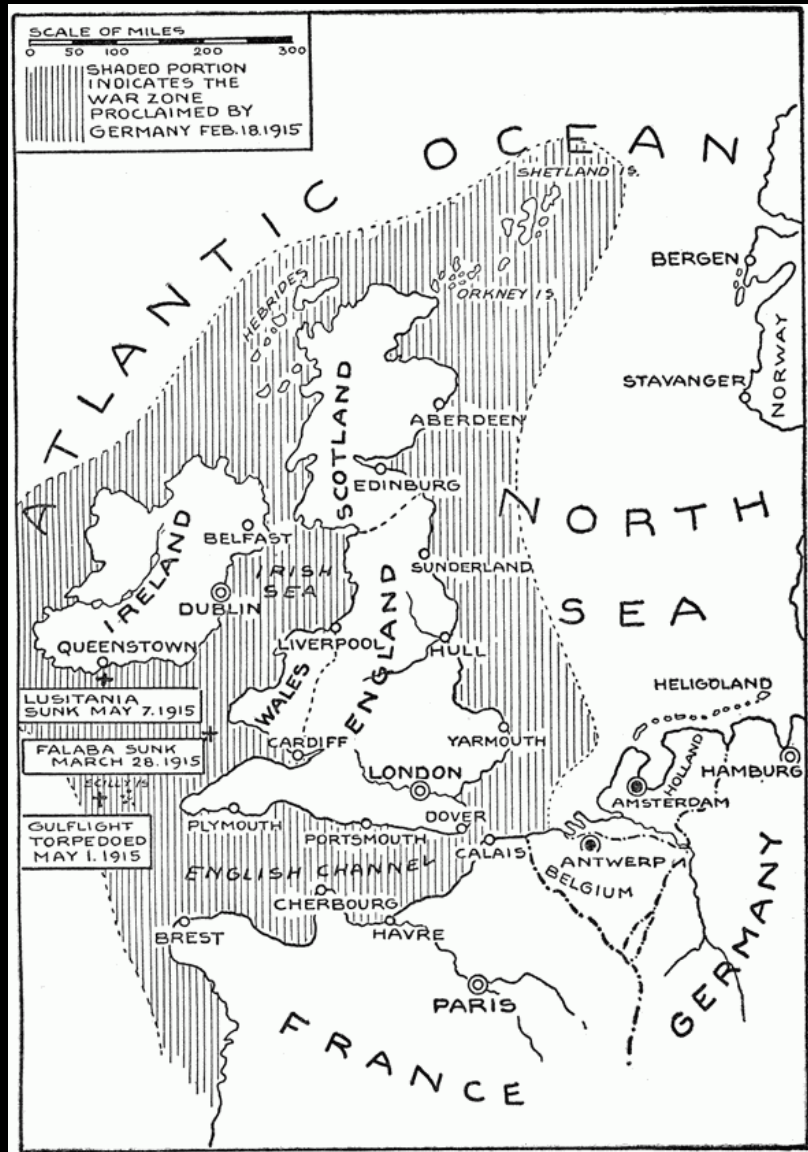 SCALE OF MILES
0 50 100 200 300
SHADED PORTION
INDICATES THE
WAR ZONE
PROCLAIMED BY
GERMANY FEB.18.1915
ATLANTIC OCEAN
SHETLAND IS.
BERGEN
ORKNEY IS.
HEBRIDES
NORWAY
STAVANGER
SCOTLAND
ABERDEEN
EDINBURG
NORTH
SEA
BELFAST
IRISH
SEA
SUNDERLAND
IRELAND
DUBLIN
ENGLAND
QUEENSTOWN
LIVERPOOL
HULL
WALES
HELIGOLAND
LUSITANIA
SUNK MAY 7.1915
FALABA SUNK
MARCH 28.1915
CARDIFF
YARMOUTH
HOLLAND
HAMBURG
LONDON
SCILLY IS
AMSTERDAM
GULFLIGHT
TORPEDOED
MAY 1.1915
PLYMOUTH
PORTSMOUTH
DOVER
CALAIS
ANTWERP
BELGIUM
ENGLISH CHANNEL
CHERBOURG
HAVRE
BREST
GERMANY
PARIS
FRANCE